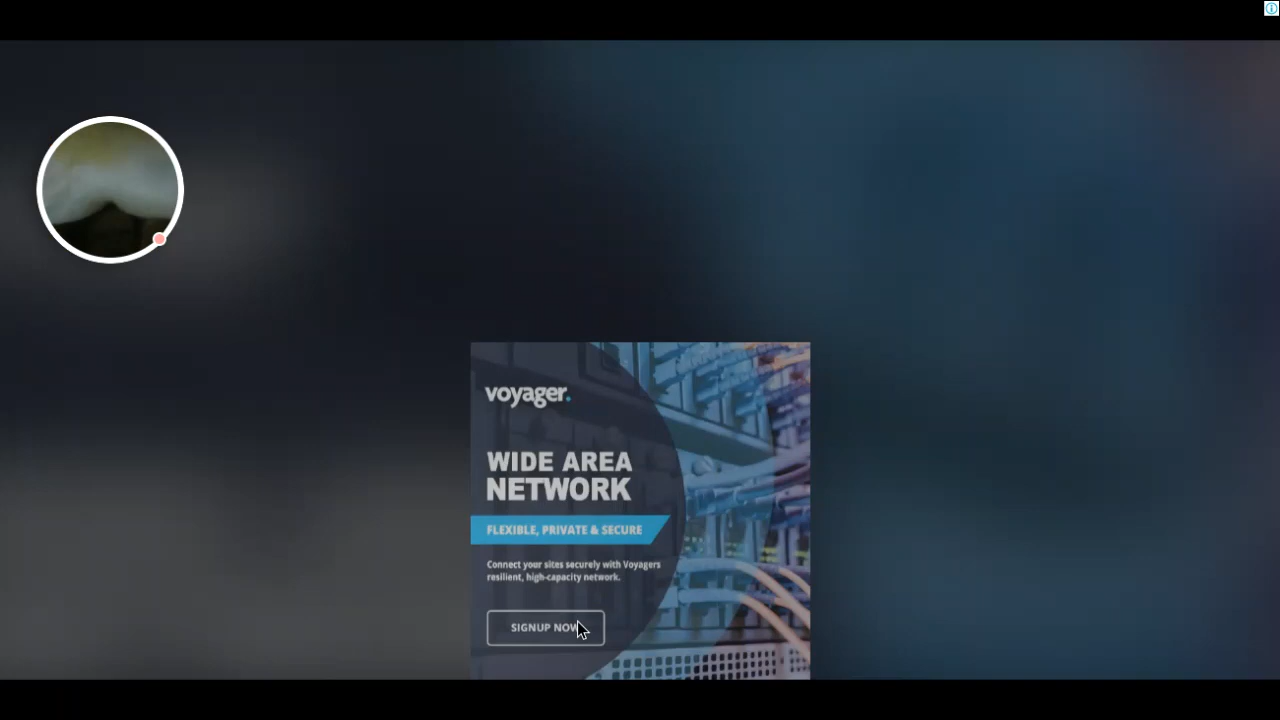 voyager.
WIDE AREA
NETWORK
FLEXIBLE, PRIVATE & SECURE
Connect your sites securely with Voyagers
resilient, high-capacity network.
SIGNUP NOW